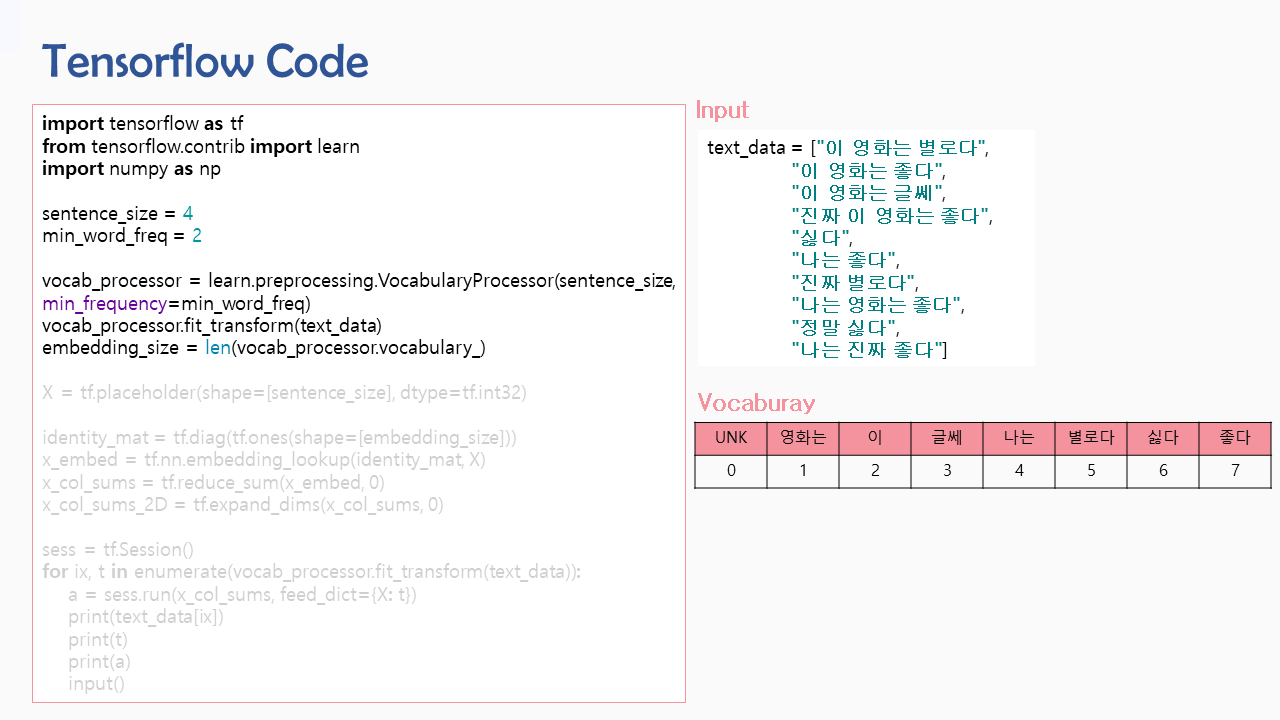 Tensorflow Code
import tensorflow as tf
from tensorflow.contrib import learn
import numpy as np
sentence_size = 4
min_word_freq = 2
vocab_processor = learn.preprocessing.VocabularyProcessor(sentence_size,
min_frequency=min_word_freq)
vocab_processor.fit_transform(text_data)
embedding_size = len(vocab_processor.vocabulary_)
X = tf.placeholder(shape=[sentence_size], dtype=tf.int32)
identity_mat = tf.diag(tf.ones(shape=[embedding_size]))
x_embed = tf.nn.embedding_lookup(identity_mat, X)
x_col_sums = tf.reduce_sum(x_embed, 0)
x_col_sums_2D = tf.expand_dims(x_col_sums, 0)
sess = tf.Session()
for ix, t in enumerate(vocab_processor.fit_transform(text_data)):
a = sess.run(x_col_sums, feed_dict={X: t})
print(text_data[ix])
print(t)
print(a)
input()
Input
text_data = ["이 영화는 별로다",
"이 영화는 좋다",
"이 영화는 글쎄",
"진짜 이 영화는 좋다",
"싫다",
"나는 좋다",
"진짜 별로다",
"나는 영화는 좋다",
"정말 싫다",
"나는 진짜 좋다"]
Vocaburay
UNK 영화는 이 글쎄 나는 별로다 싫다 좋다
0 1 2 3 4 5 6 7